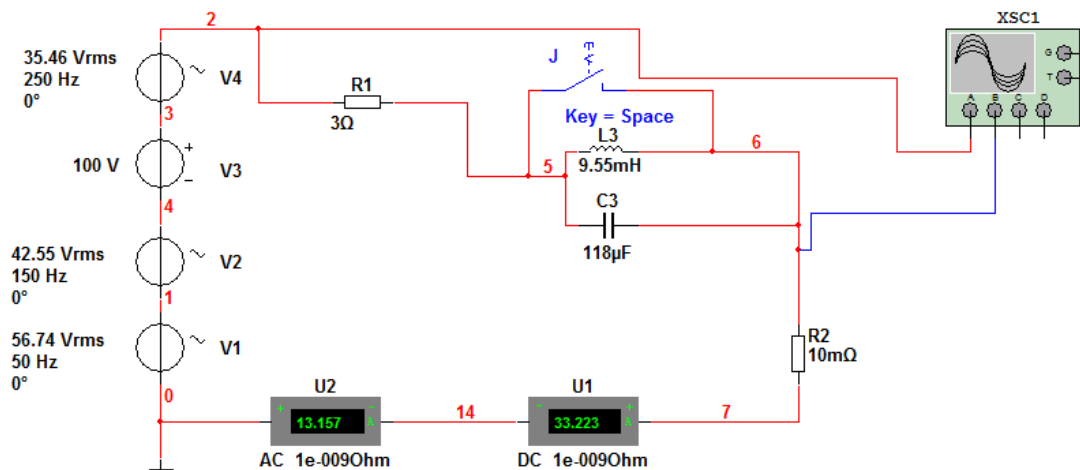 2
XSC1
35.46 Vrms
250 Hz
0°
V4
J
R1
3Ω
Key = Space
G
T
A
B
C
D
3
L3
9.55mH
5
6
100 V
+
−
V3
4
C3
118µF
42.55 Vrms
150 Hz
0°
V2
1
56.74 Vrms
50 Hz
0°
V1
R2
10mΩ
0
U2
U1
+
13.157
−
A
14
−
33.223
+
A
7
AC 1e-009Ohm
DC 1e-009Ohm